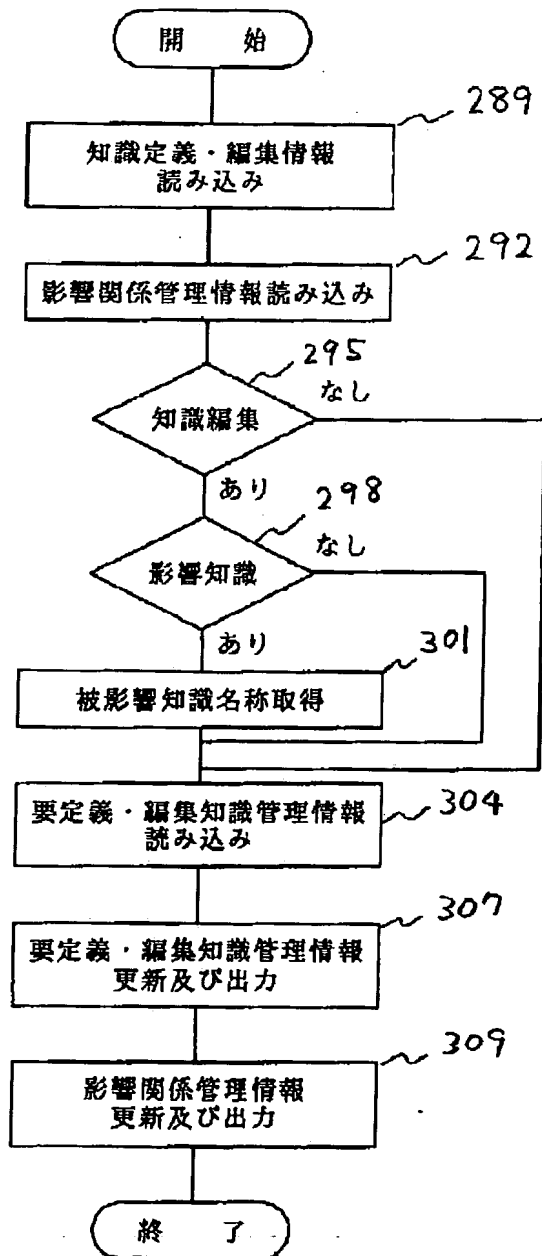 開 始
289
知識定義・編集情報
読み込み
292
影響関係管理情報読み込み
295
なし
知識編集
あり
298
なし
影響知識
あり
301
被影響知識名称取得
304
要定義・編集知識管理情報
読み込み
307
要定義・編集知識管理情報
更新及び出力
309
影響関係管理情報
更新及び出力
終 了